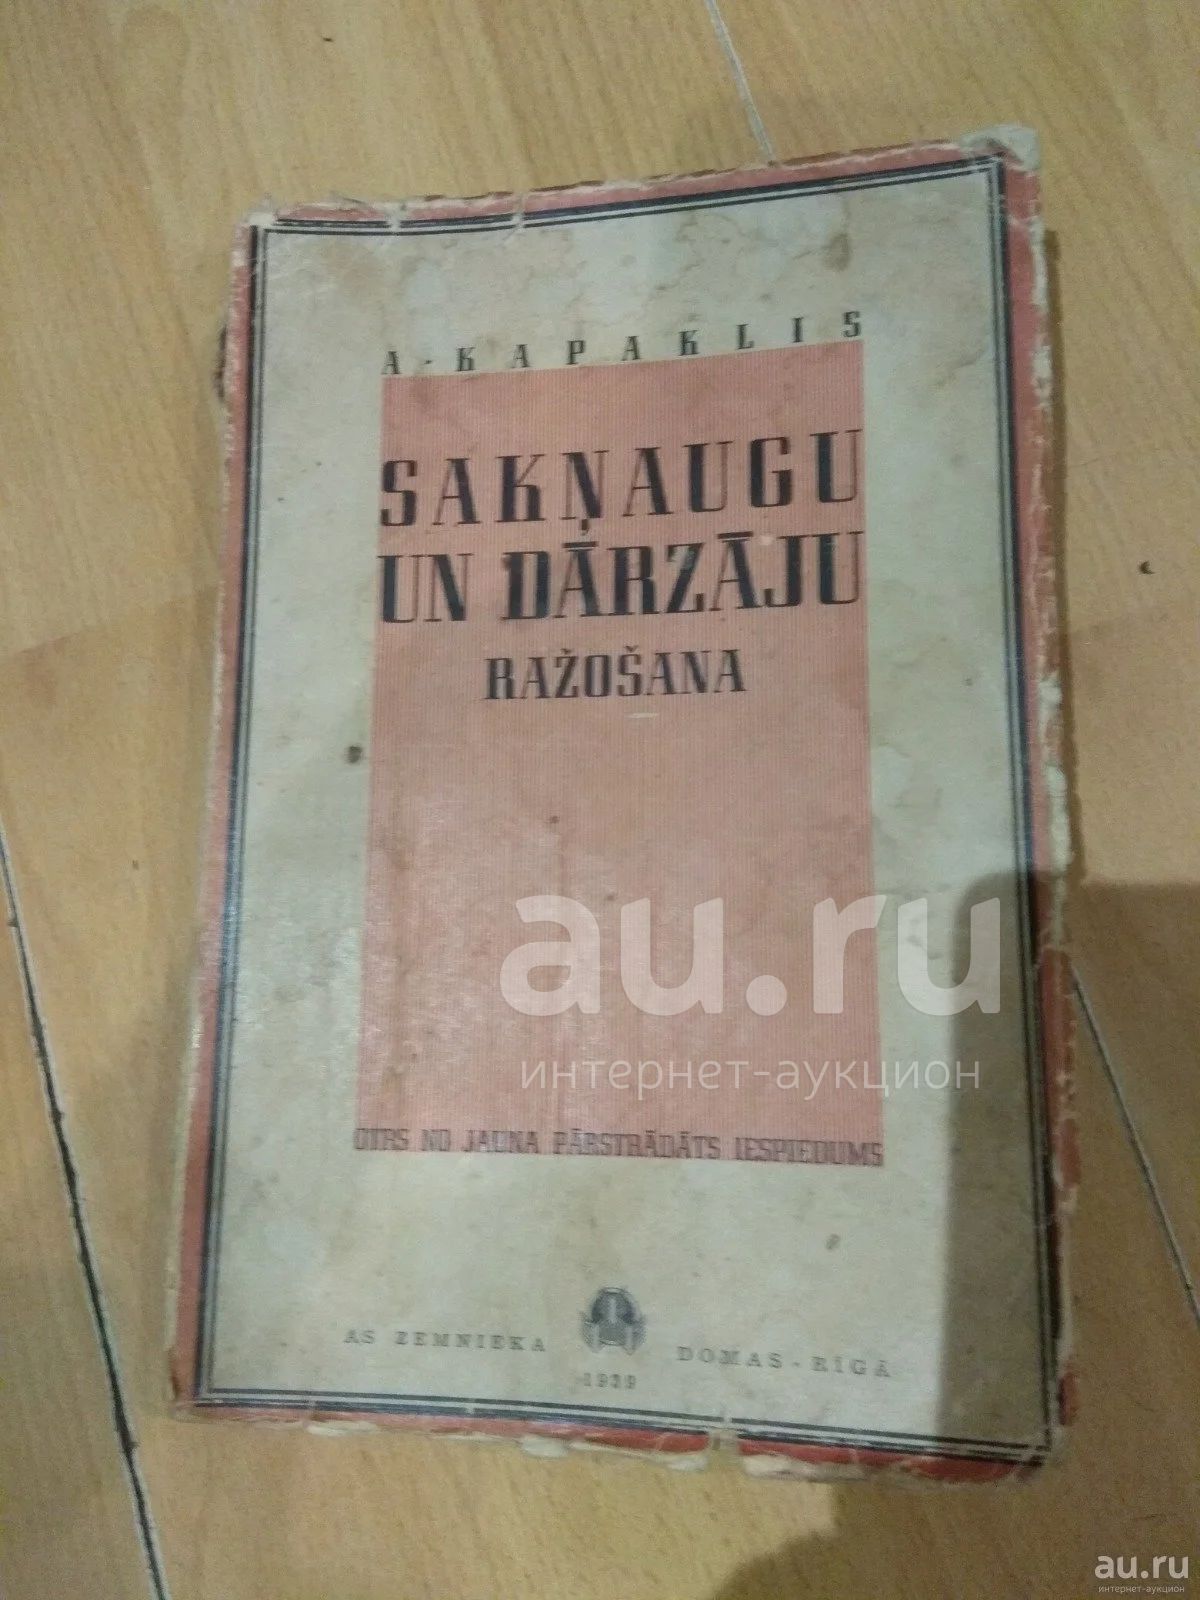 A · KAPAKLIS
SAKŅAUGU
UN DĀRZĀJU
RAŽOŠANA
au.ru
интернет-аукцион
OTRS NO JAUNA PĀRSTRĀDĀTS IESPIEDUMS
AS ZEMNIEKA DOMAS - RĪGĀ
1939
au.ru
интернет-аукцион